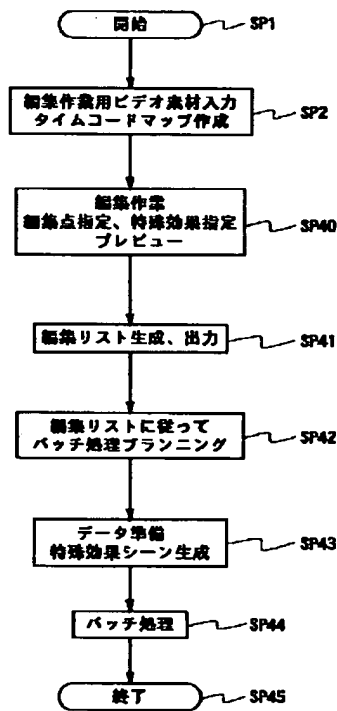 開始
SP1
編集作業用ビデオ素材入力
タイムコードマップ作成
SP2
編集作業
編集点指定、特殊効果指定
プレビュー
SP40
編集リスト生成、出力
SP41
編集リストに従って
バッチ処理プランニング
SP42
データ準備
特殊効果シーン生成
SP43
バッチ処理
SP44
終了
SP45